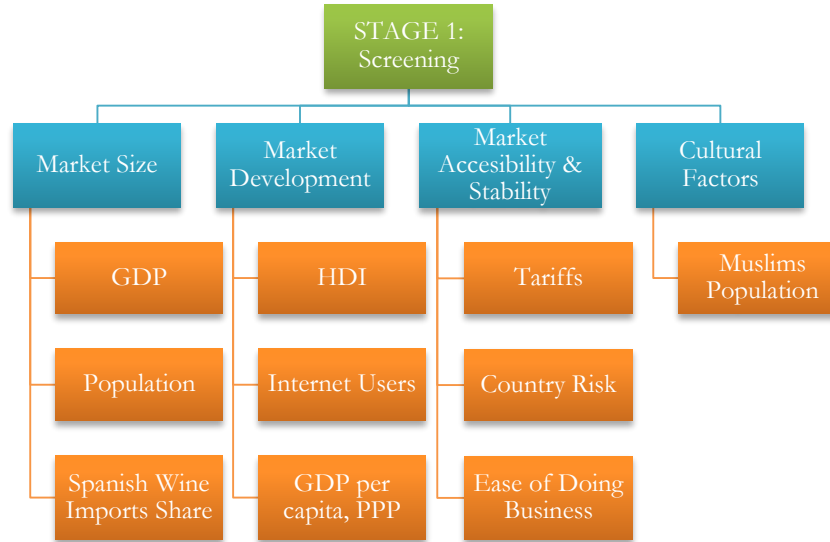 STAGE 1:
Screening
Market Size
Market
Development
Market
Accesibility &
Stability
Cultural
Factors
GDP
HDI
Tariffs
Muslims
Population
Population
Internet Users
Country Risk
Spanish Wine
Imports Share
GDP per
capita, PPP
Ease of Doing
Business